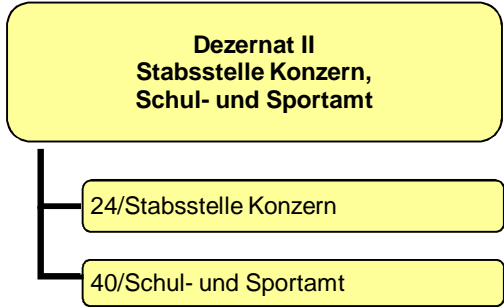 Dezernat II
Stabsstelle Konzern,
Schul- und Sportamt
24/Stabsstelle Konzern
40/Schul- und Sportamt